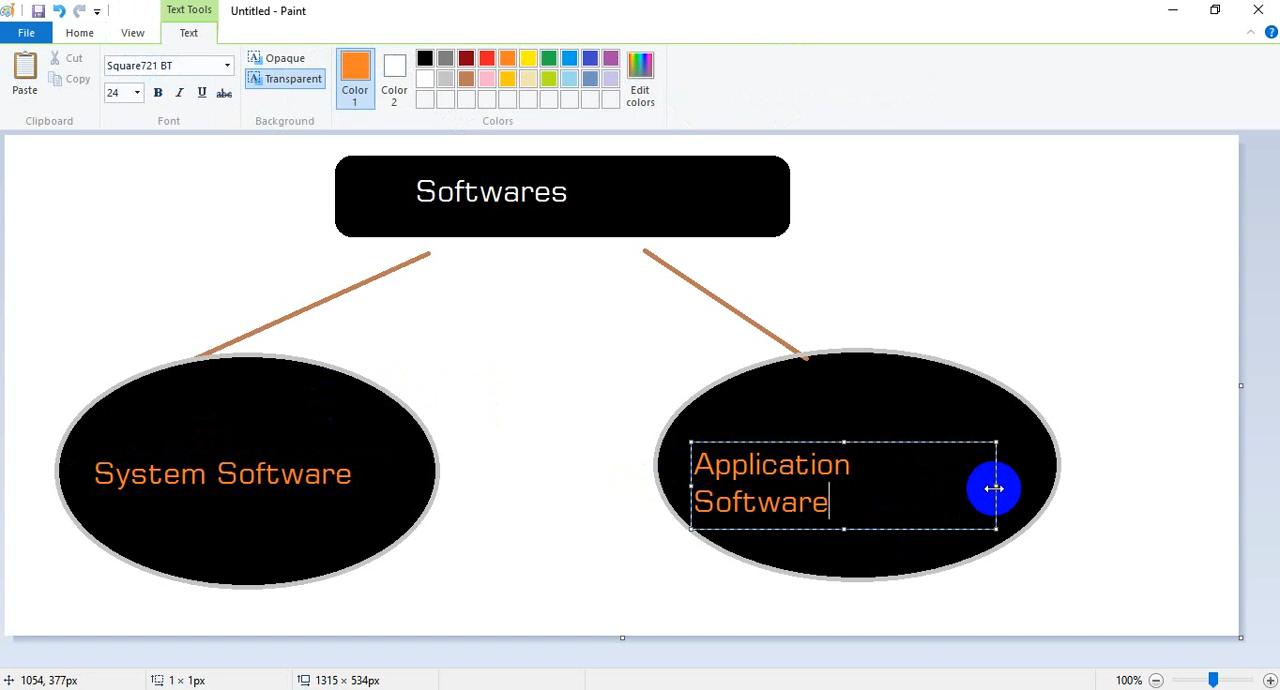 Text Tools
Untitled - Paint
File
Home
View
Text
Paste
Cut
Copy
Clipboard
Square721 BT
24
B I U abc
Font
Opaque
Transparent
Background
Color 1
Color 2
Edit colors
Colors
Softwares
System Software
Application
Software
1054, 377px
1 × 1px
1315 × 534px
100%